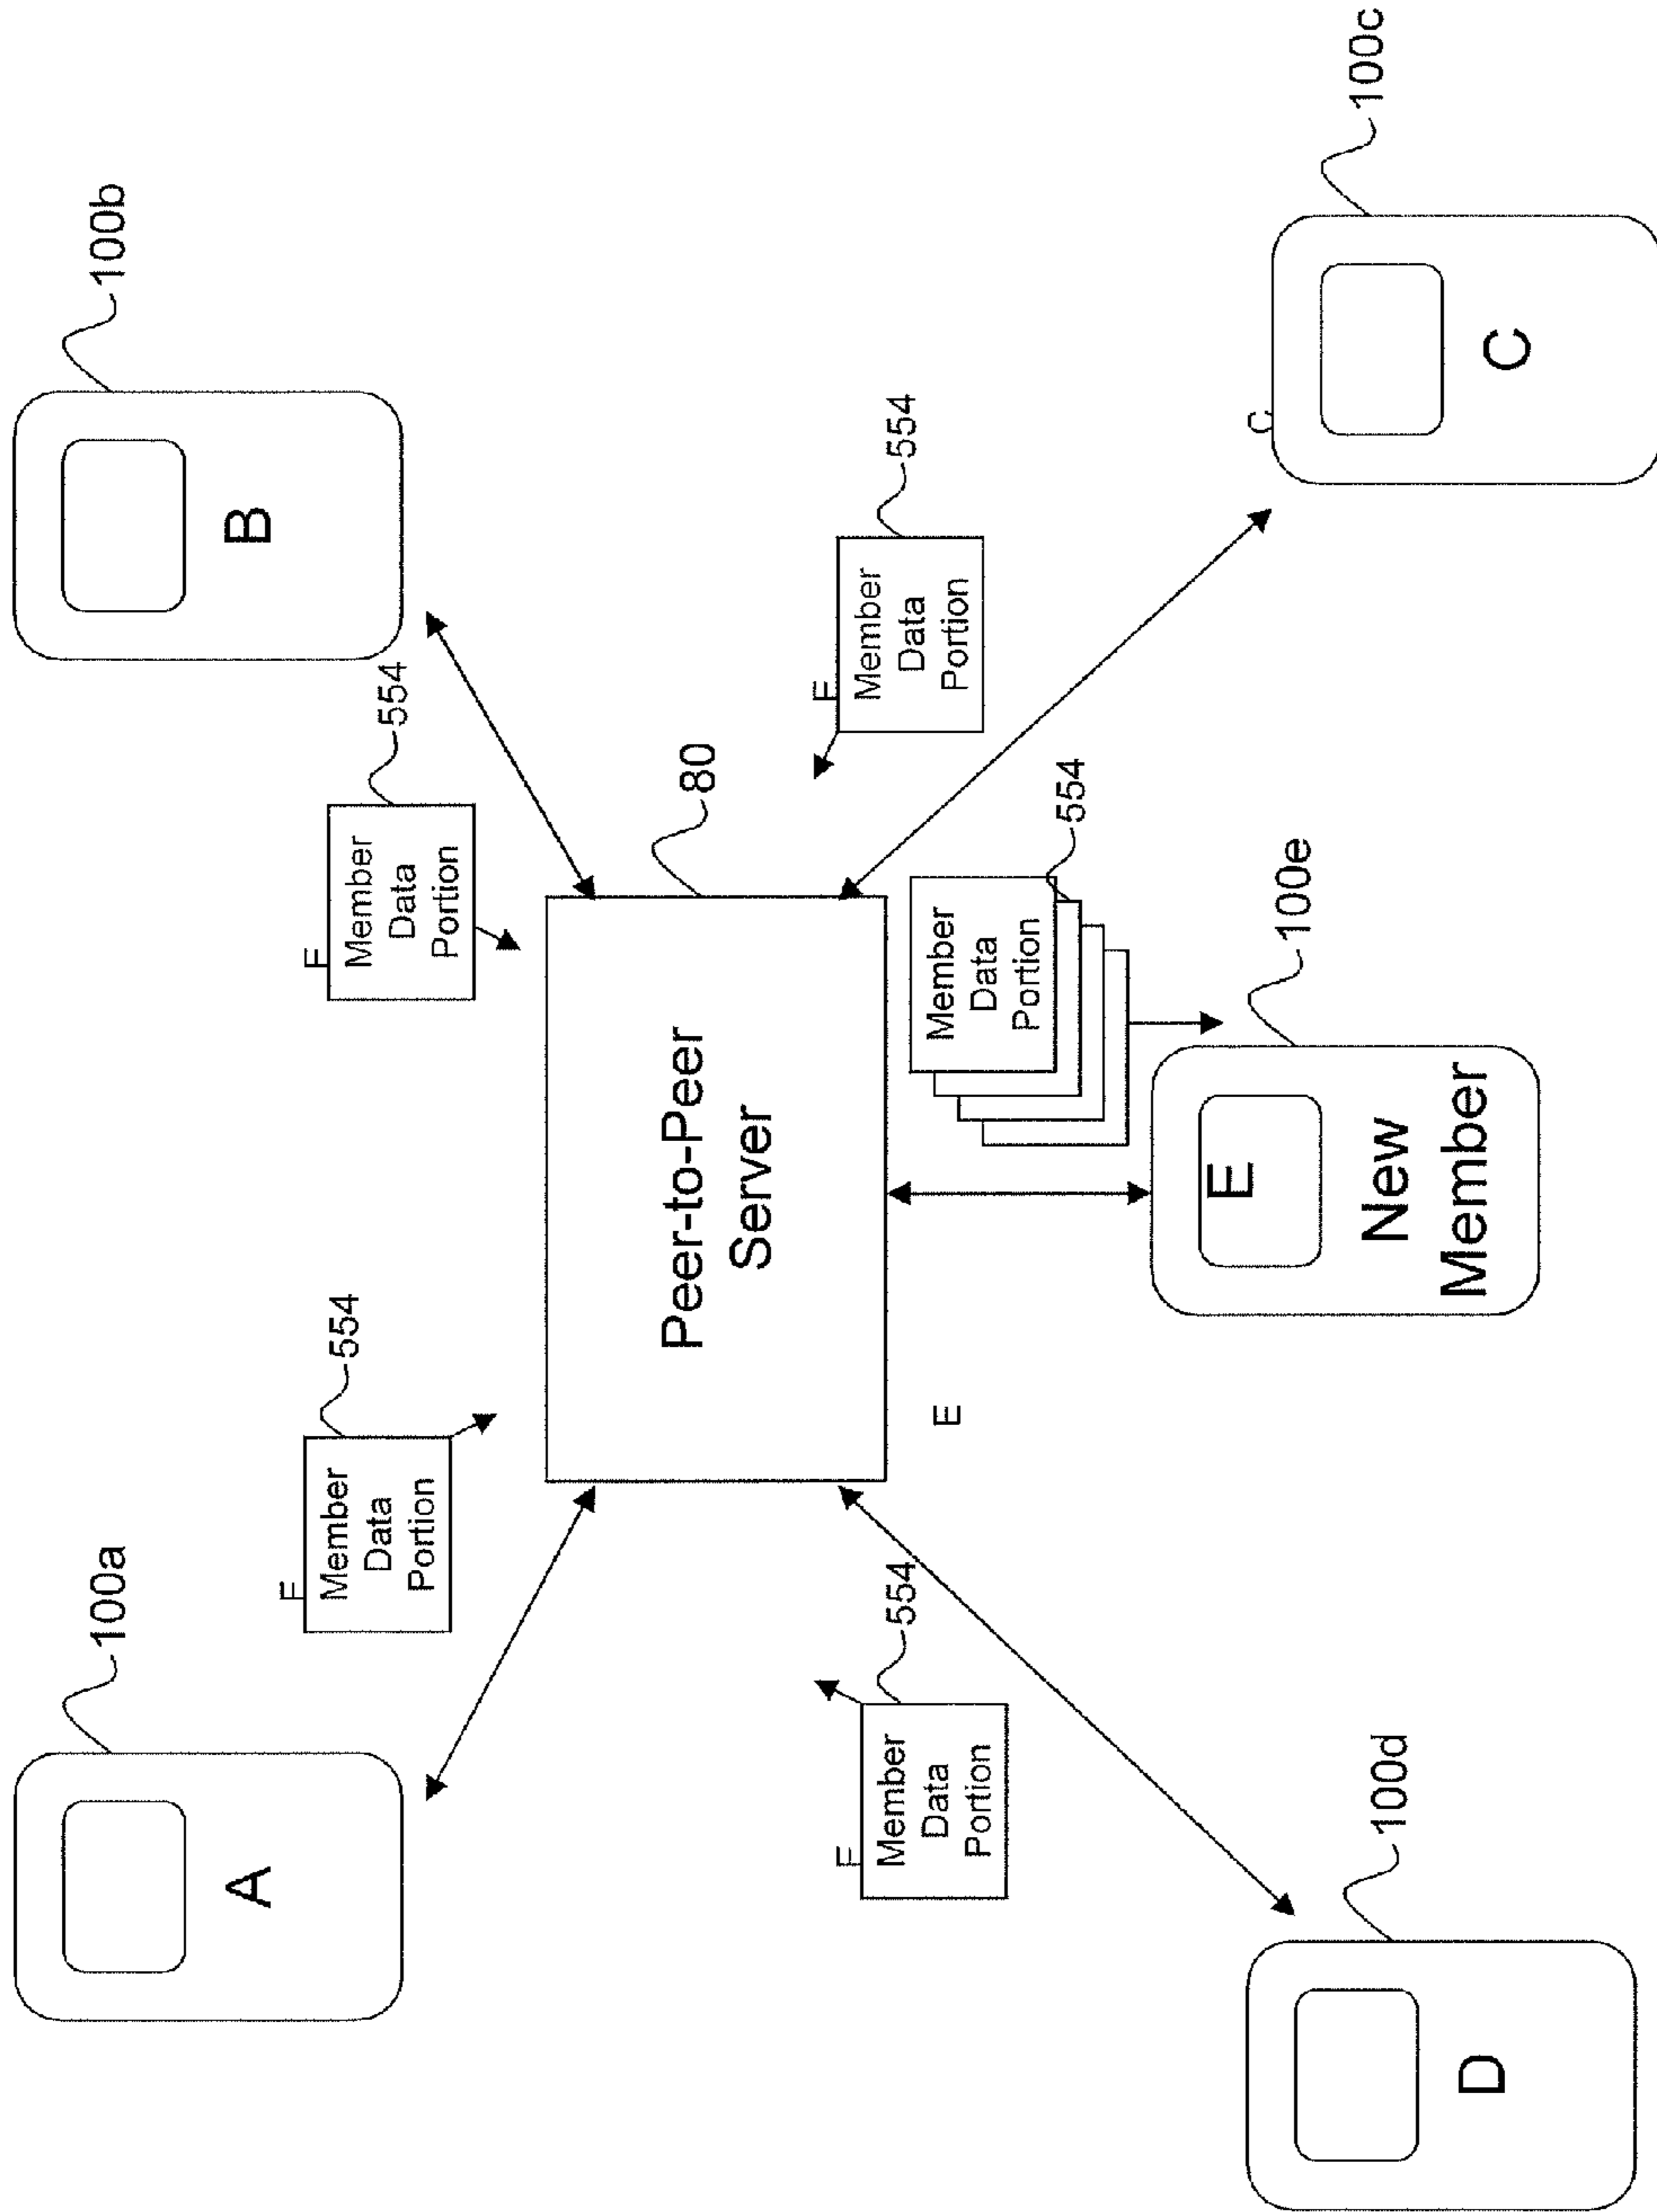 100a
100b
A
B
554
Member
Data
Portion
554
Member
Data
Portion
80
Peer-to-Peer
Server
554
Member
Data
Portion
554
Member
Data
Portion
E
554
Member
Data
Portion
100e
E
New
Member
100d
D
100c
C
C